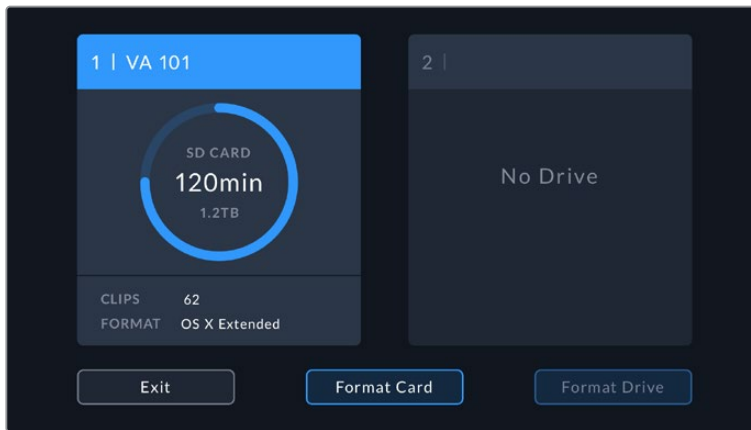 1 | VA 101
SD CARD
120min
1.2TB
CLIPS 62
FORMAT OS X Extended
2 |
No Drive
Exit
Format Card
Format Drive